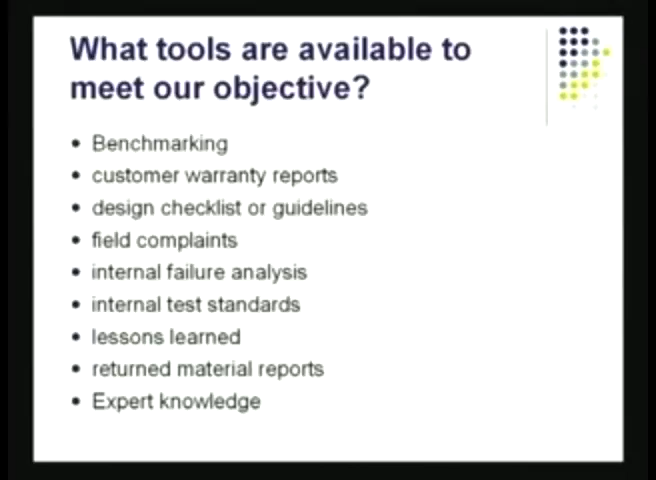 What tools are available to
meet our objective?
• Benchmarking
• customer warranty reports
• design checklist or guidelines
• field complaints
• internal failure analysis
• internal test standards
• lessons learned
• returned material reports
• Expert knowledge